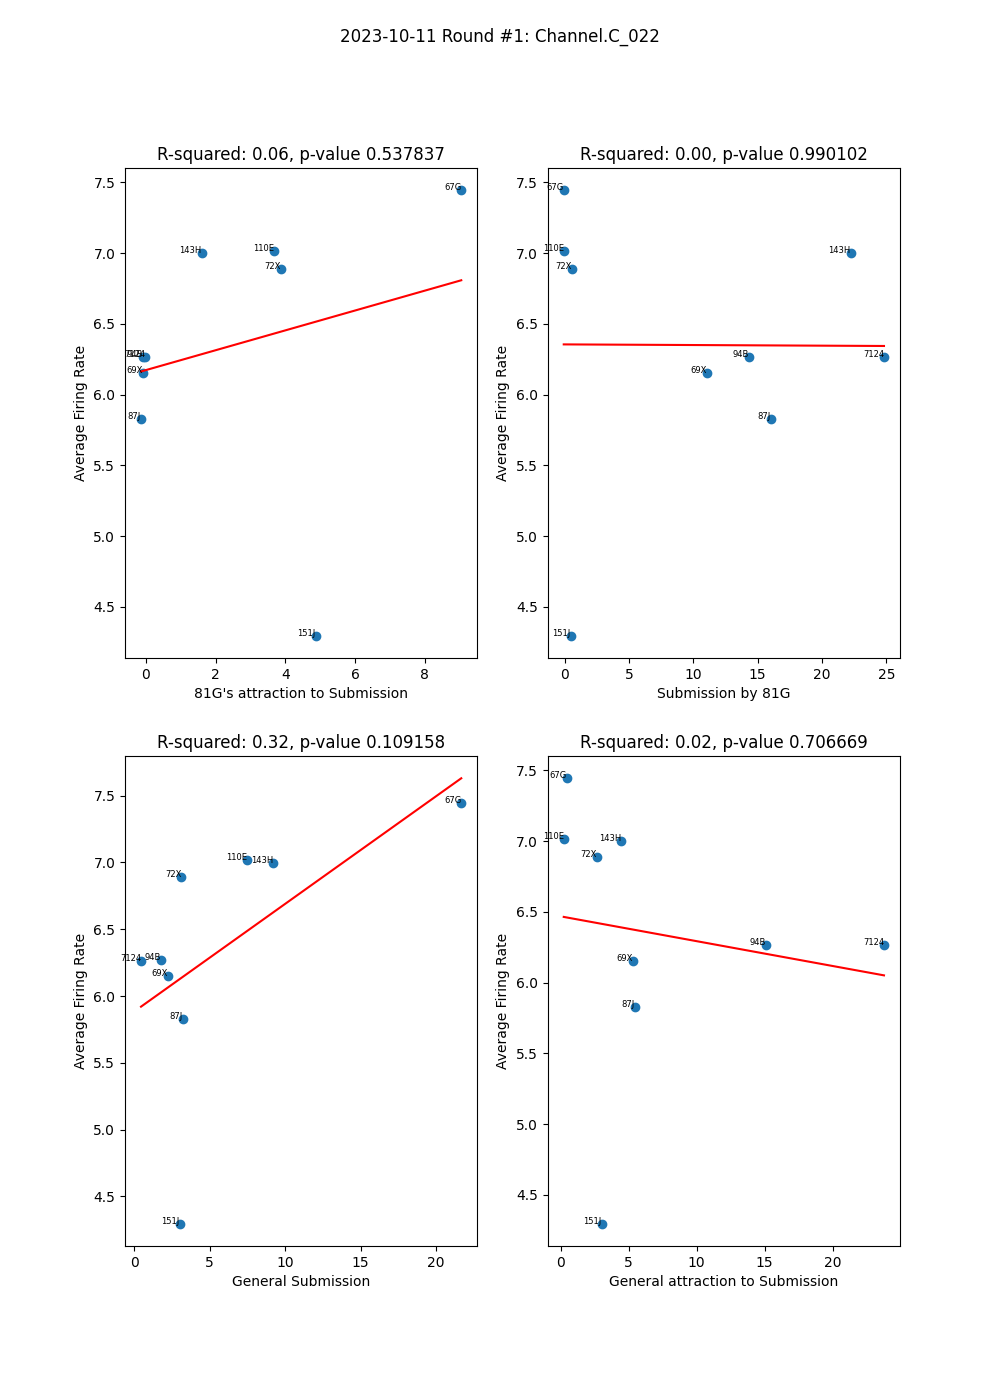 2023-10-11 Round #1: Channel.C_022
R-squared: 0.06, p-value 0.537837
Average Firing Rate
7.5
7.0
6.5
6.0
5.5
5.0
4.5
67G
143H
110E
72X
69X
87J
151J
0 2 4 6 8
81G's attraction to Submission
R-squared: 0.00, p-value 0.990102
Average Firing Rate
7.5
7.0
6.5
6.0
5.5
5.0
4.5
67G
110E
143H
72X
94B
7124
69X
87J
151J
0 5 10 15 20 25
Submission by 81G
R-squared: 0.32, p-value 0.109158
Average Firing Rate
7.5
7.0
6.5
6.0
5.5
5.0
4.5
67G
110E
143H
72X
7124
94B
69X
87J
151J
0 5 10 15 20
General Submission
R-squared: 0.02, p-value 0.706669
Average Firing Rate
7.5
7.0
6.5
6.0
5.5
5.0
4.5
67G
110E
143H
72X
94B
7124
69X
87J
151J
0 5 10 15 20
General attraction to Submission